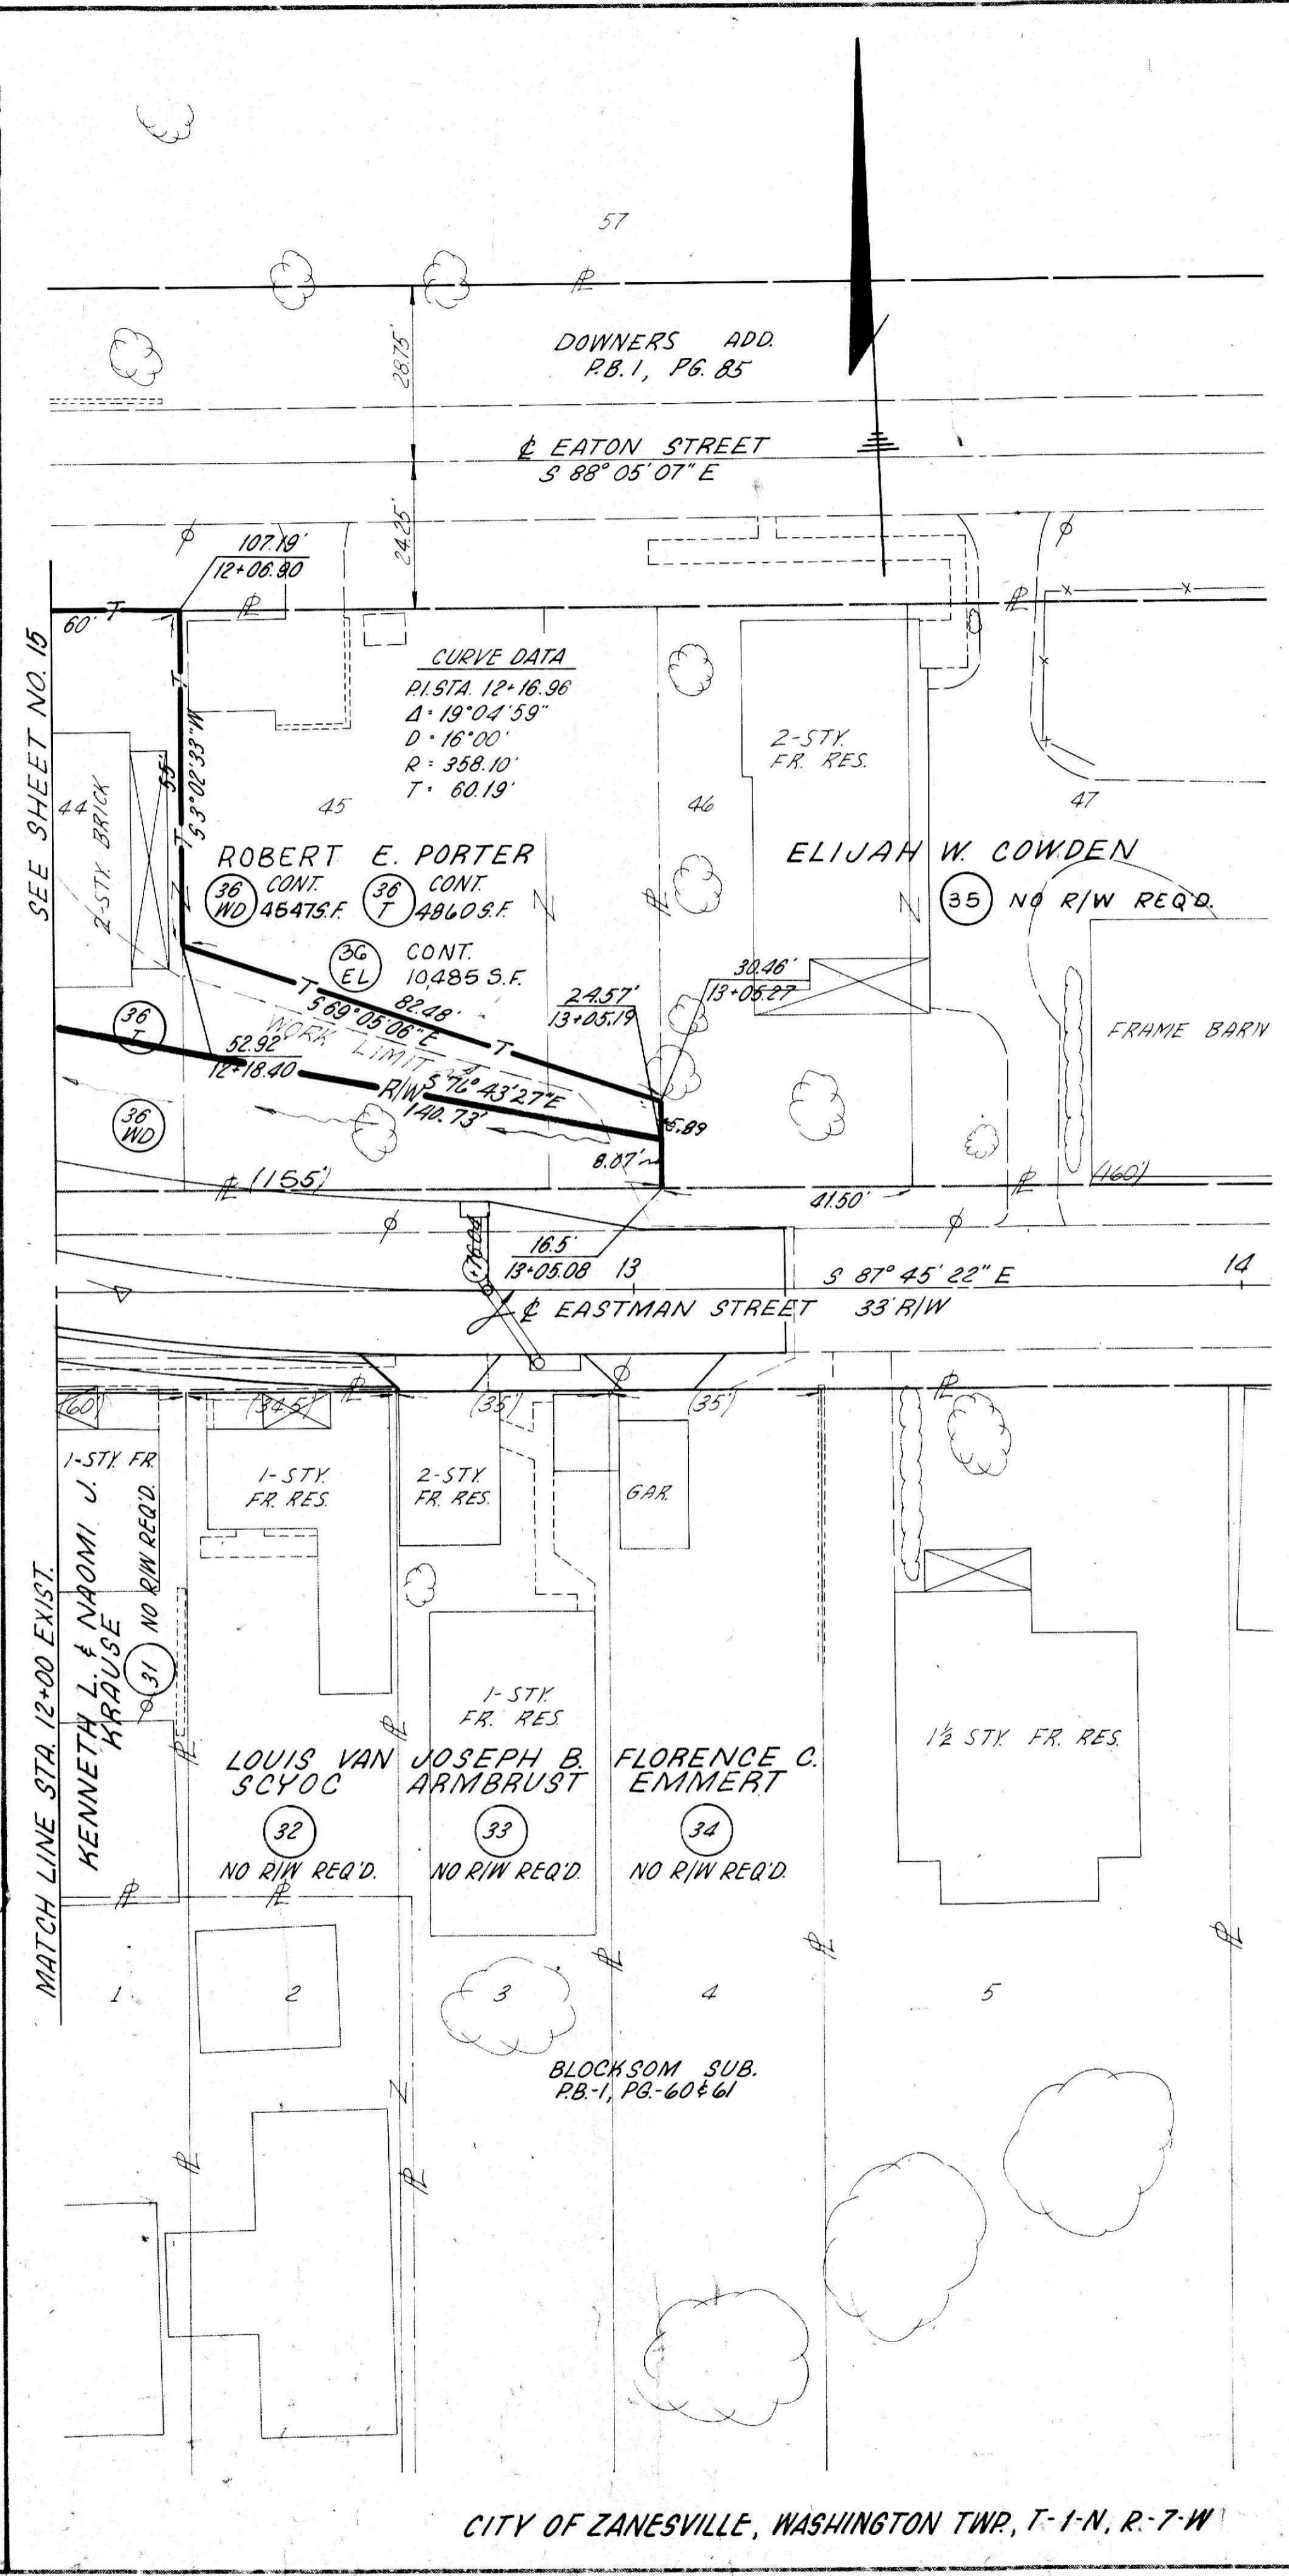 57
℄ P
28.75'
DOWNERS ADD.
P.B. 1, PG. 85
℄ EATON STREET
S 88° 05' 07" E
24.25'
107.19'
12+06.90
T
60'
SEE SHEET NO. 15
CURVE DATA
P.I. STA. 12+16.96
Δ = 19°04'59"
D = 16°00'
R = 358.10'
T = 60.19'
T
55'
S 3° 02' 33" W
T
2-STY.
FR. RES.
44
2-STY. BRICK
45
46
47
ROBERT E. PORTER
36 WD CONT. 4547 S.F.
36 T CONT. 4860 S.F.
36 EL CONT. 10,485 S.F.
ELIJAH W. COWDEN
35 NO R/W REQ'D.
24.57'
13+05.19
30.46'
13+05.27
T
82.48'
S 69° 05' 06" E
T
WORK LIMIT
36
T
52.92'
12+18.40
R/W
S 76° 43' 27" E
140.73'
5.89
8.07'
FRAME BARN
36
WD
(155')
41.50'
(160')
16.5'
13+05.08
13
S 87° 45' 22" E
14
℄ EASTMAN STREET 33' R/W
(60')
(34.5')
(35')
(35')
1-STY. FR.
1-STY.
FR. RES.
2-STY.
FR. RES.
GAR.
MATCH LINE STA. 12+00 EXIST.
KENNETH L. & NAOMI J.
KRAUSE
31 NO R/W REQ'D.
1-STY.
FR. RES.
1½ STY. FR. RES.
LOUIS VAN
SCYOC
32
NO R/W REQ'D.
JOSEPH B.
ARMBRUST
33
NO R/W REQ'D.
FLORENCE C.
EMMERT
34
NO R/W REQ'D.
1
2
3
4
5
BLOCKSOM SUB.
P.B.-1, PG.-60 & 61
CITY OF ZANESVILLE, WASHINGTON TWP., T-1-N, R-7-W